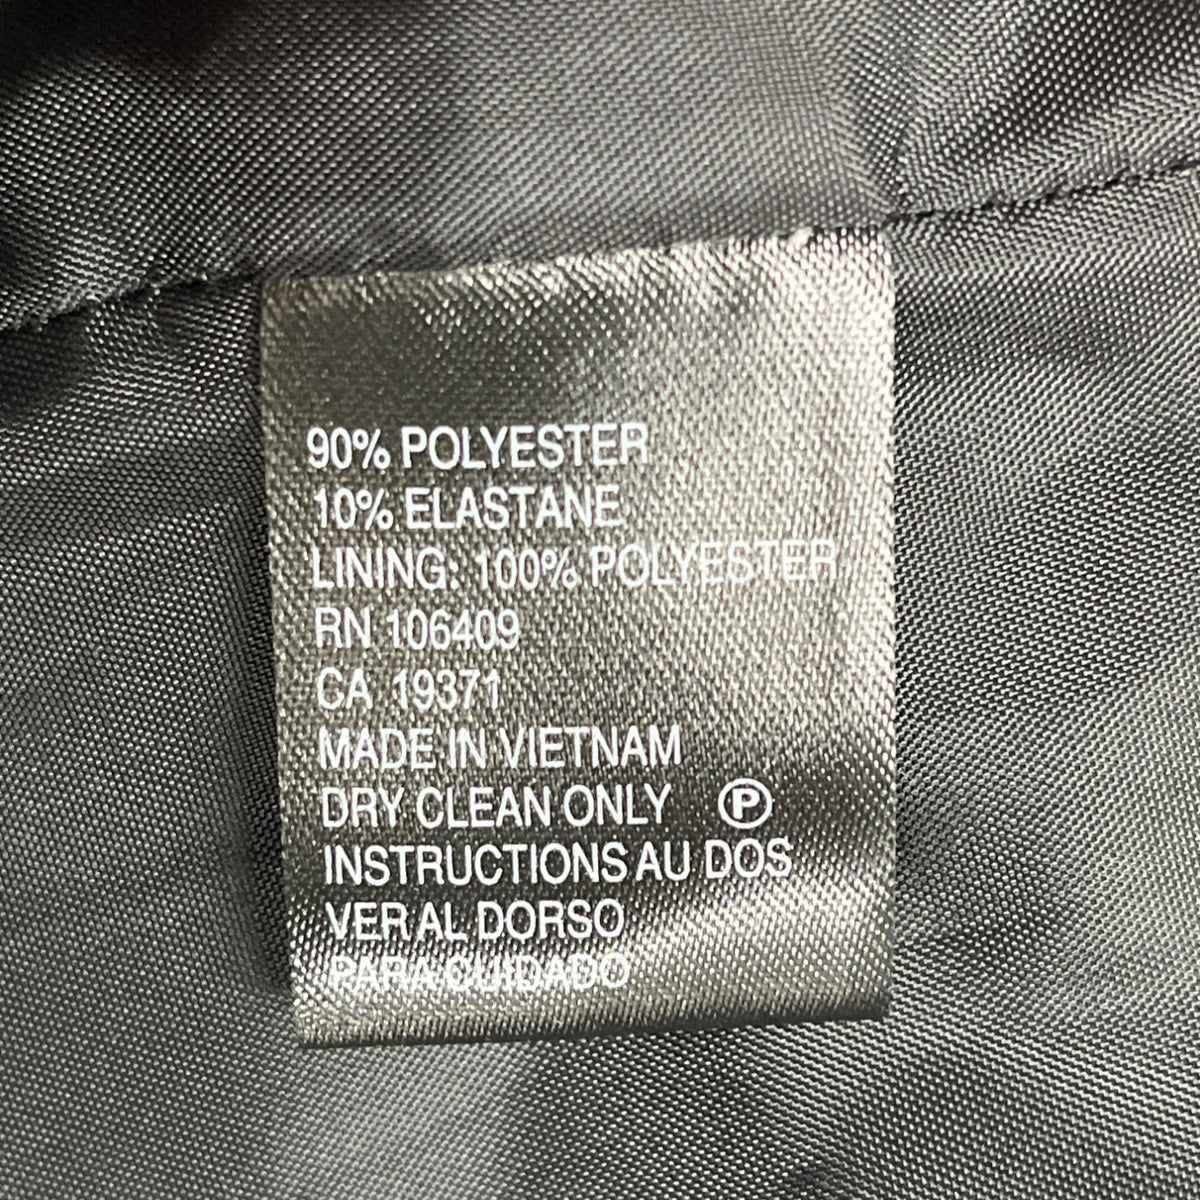 90% POLYESTER
10% ELASTANE
LINING: 100% POLYESTER
RN 106409
CA 19371
MADE IN VIETNAM
DRY CLEAN ONLY Ⓟ
INSTRUCTIONS AU DOS
VER AL DORSO
PARA CUIDADO